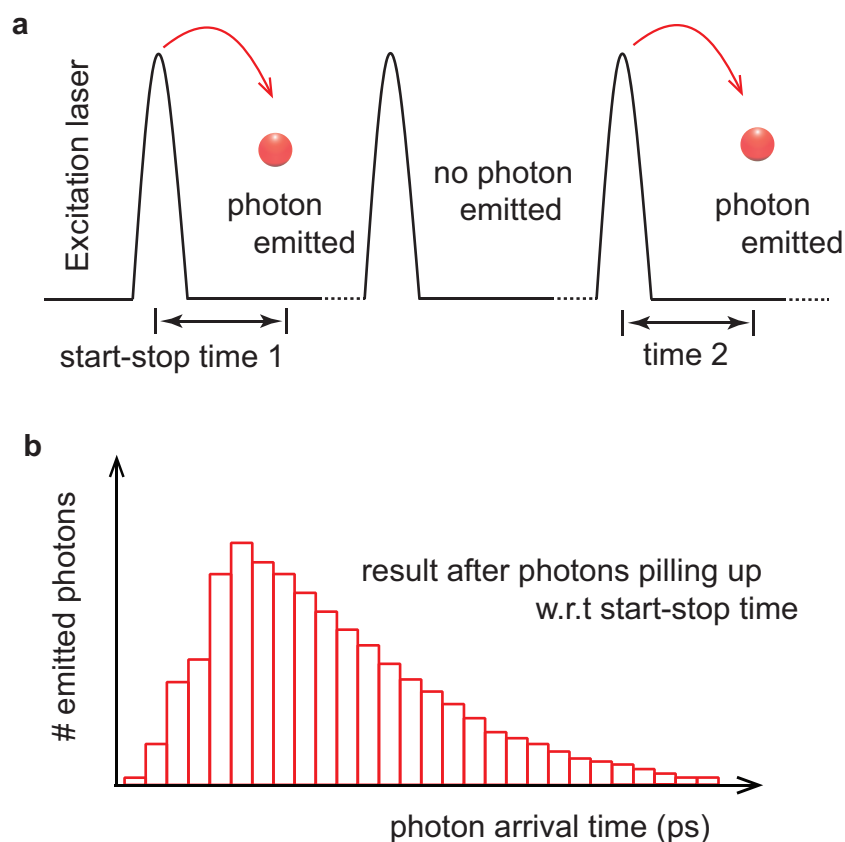 a
Excitation laser
photon
emitted
no photon
emitted
photon
emitted
start-stop time 1
time 2
b
# emitted photons
result after photons pilling up
w.r.t start-stop time
photon arrival time (ps)